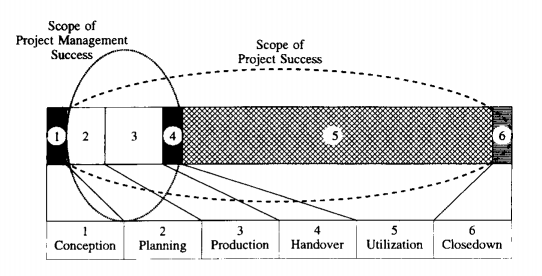 Scope of
Project Management
Success
Scope of
Project Success
1 2 3 4 5 6
1 2 3 4 5 6
Conception Planning Production Handover Utilization Closedown